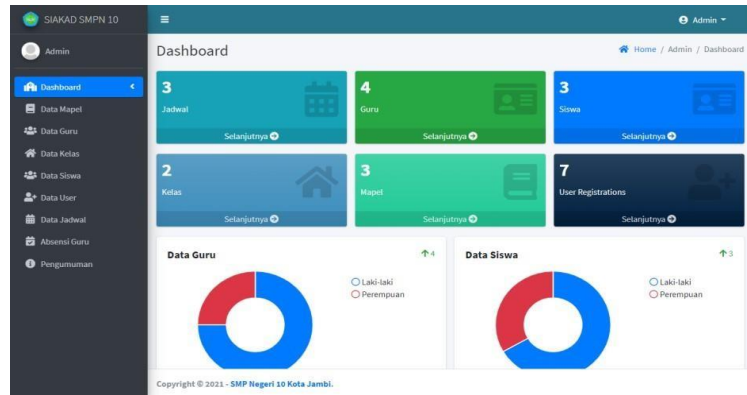 SIAKAD SMPN 10
Admin
Admin
Dashboard
Data Mapel
Data Guru
Data Kelas
Data Siswa
Data User
Data Jadwal
Absensi Guru
Pengumuman
Dashboard
Home / Admin / Dashboard
3
Jadwal
Selanjutnya
4
Guru
Selanjutnya
3
Siswa
Selanjutnya
2
Kelas
Selanjutnya
3
Mapel
Selanjutnya
7
User Registrations
Selanjutnya
Data Guru
4
Laki-laki
Perempuan
Data Siswa
3
Laki-laki
Perempuan
Copyright © 2021 - SMP Negeri 10 Kota Jambi.